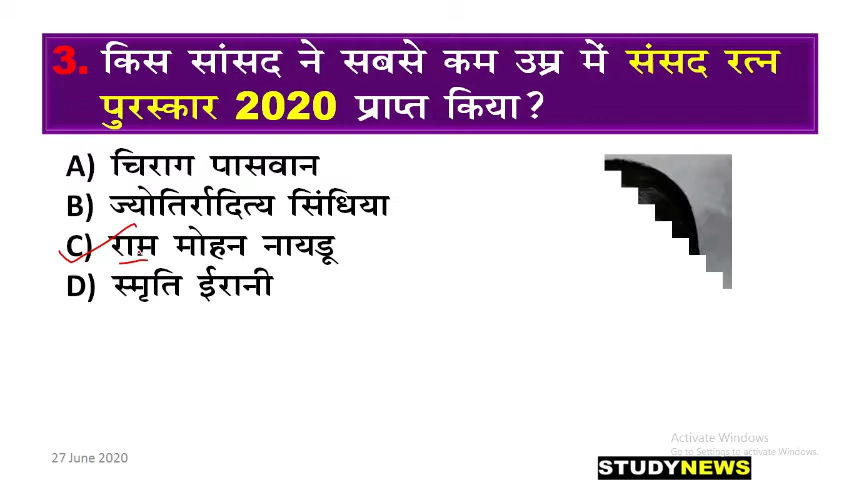 3. किस सांसद ने सबसे कम उम्र में संसद रत्न
पुरस्कार 2020 प्राप्त किया?
A) चिराग पासवान
B) ज्योतिर्रादित्य सिंधिया
C) राम मोहन नायडू
D) स्मृति ईरानी
Activate Windows
Go to Settings to activate Windows.
27 June 2020
STUDYNEWS